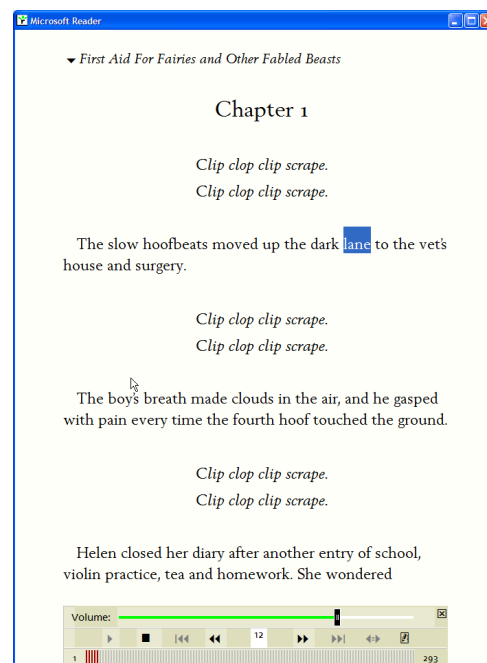 Microsoft Reader
First Aid For Fairies and Other Fabled Beasts
Chapter 1
Clip clop clip scrape.
Clip clop clip scrape.
The slow hoofbeats moved up the dark lane to the vet's
house and surgery.
Clip clop clip scrape.
Clip clop clip scrape.
The boy's breath made clouds in the air, and he gasped
with pain every time the fourth hoof touched the ground.
Clip clop clip scrape.
Clip clop clip scrape.
Helen closed her diary after another entry of school,
violin practice, tea and homework. She wondered
Volume:
12
1 293